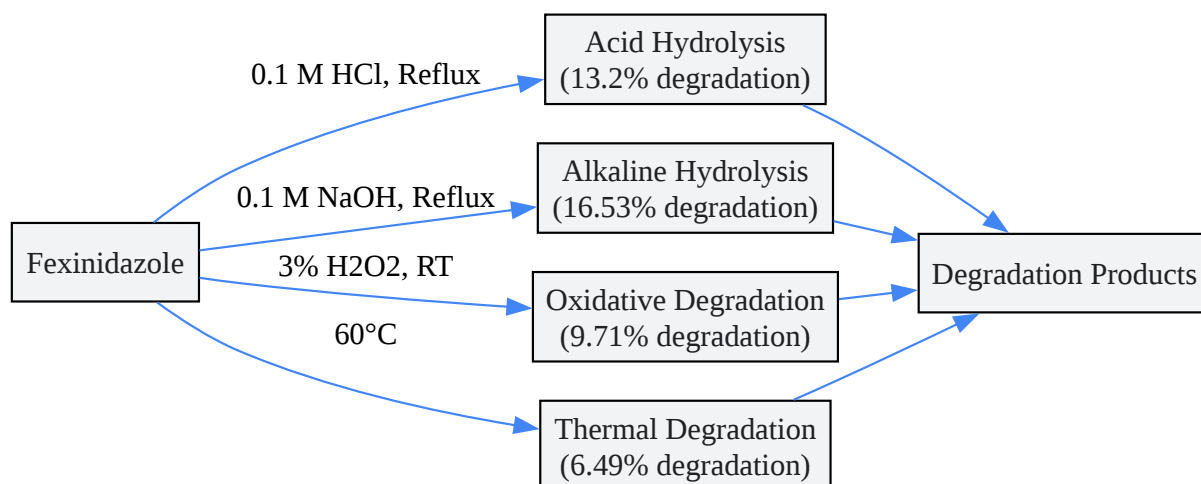 Acid Hydrolysis
(13.2% degradation)
0.1 M HCl, Reflux
Alkaline Hydrolysis
(16.53% degradation)
0.1 M NaOH, Reflux
Fexinidazole
3% H2O2, RT
Degradation Products
Oxidative Degradation
(9.71% degradation)
60°C
Thermal Degradation
(6.49% degradation)